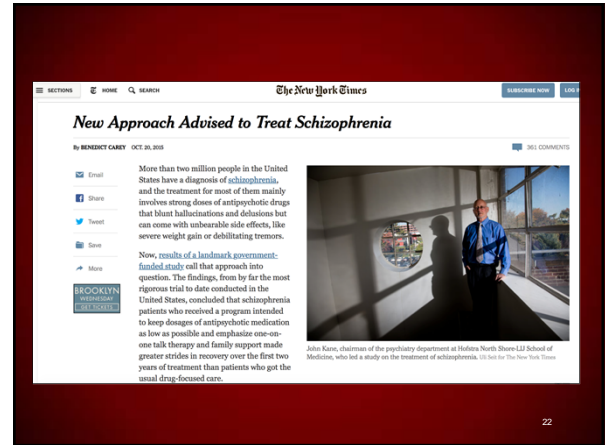 SECTIONS HOME SEARCH The New York Times SUBSCRIBE NOW LOG
New Approach Advised to Treat Schizophrenia
By BENEDICT CAREY OCT. 20, 2015 361 COMMENTS
Email
Share
Tweet
Save
More
BROOKLYN
WEDNESDAY
GET TICKETS
More than two million people in the United
States have a diagnosis of schizophrenia,
and the treatment for most of them mainly
involves strong doses of antipsychotic drugs
that blunt hallucinations and delusions but
can come with unbearable side effects, like
severe weight gain or debilitating tremors.
Now, results of a landmark government-
funded study call that approach into
question. The findings, from by far the most
rigorous trial to date conducted in the
United States, concluded that schizophrenia
patients who received a program intended
to keep dosages of antipsychotic medication
as low as possible and emphasize one-on-
one talk therapy and family support made
greater strides in recovery over the first two
years of treatment than patients who got the
usual drug-focused care.
John Kane, chairman of the psychiatry department at Hofstra North Shore-LIJ School of
Medicine, who led a study on the treatment of schizophrenia. Uli Seit for The New York Times
22